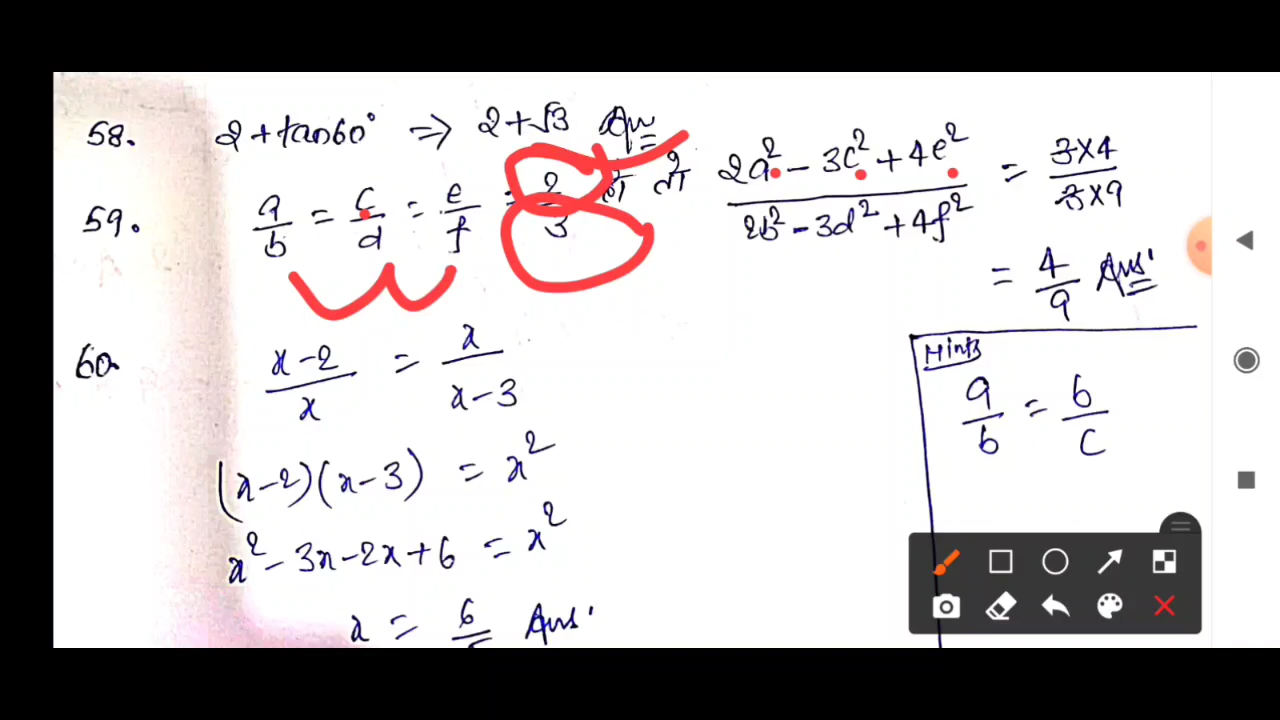 58. 2 + tan60° => 2 + √3 Ans
59. a/b = c/d = e/f = 2/3 तो 2a² - 3c² + 4e² / 2b² - 3d² + 4f² = 3×4 / 3×9
= 4/9 Ans'
60. x-2 / x = x / x-3
(x-2)(x-3) = x²
x² - 3x - 2x + 6 = x²
x = 6 Ans'
Hints
a/b = b/c